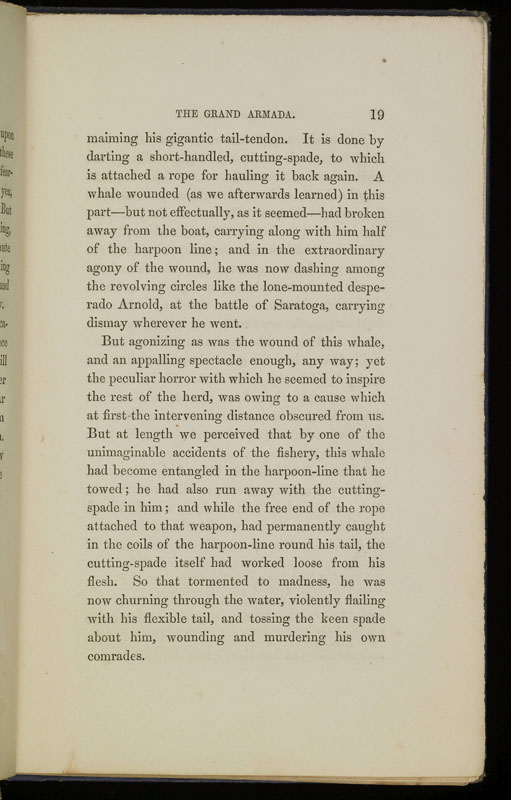 THE GRAND ARMADA. 19
maiming his gigantic tail-tendon. It is done by
darting a short-handled, cutting-spade, to which
is attached a rope for hauling it back again. A
whale wounded (as we afterwards learned) in this
part—but not effectually, as it seemed—had broken
away from the boat, carrying along with him half
of the harpoon line; and in the extraordinary
agony of the wound, he was now dashing among
the revolving circles like the lone-mounted despe-
rado Arnold, at the battle of Saratoga, carrying
dismay wherever he went.
But agonizing as was the wound of this whale,
and an appalling spectacle enough, any way; yet
the peculiar horror with which he seemed to inspire
the rest of the herd, was owing to a cause which
at first the intervening distance obscured from us.
But at length we perceived that by one of the
unimaginable accidents of the fishery, this whale
had become entangled in the harpoon-line that he
towed; he had also run away with the cutting-
spade in him; and while the free end of the rope
attached to that weapon, had permanently caught
in the coils of the harpoon-line round his tail, the
cutting-spade itself had worked loose from his
flesh. So that tormented to madness, he was
now churning through the water, violently flailing
with his flexible tail, and tossing the keen spade
about him, wounding and murdering his own
comrades.
upon
these
fear-
yes,
But
ing,
ing